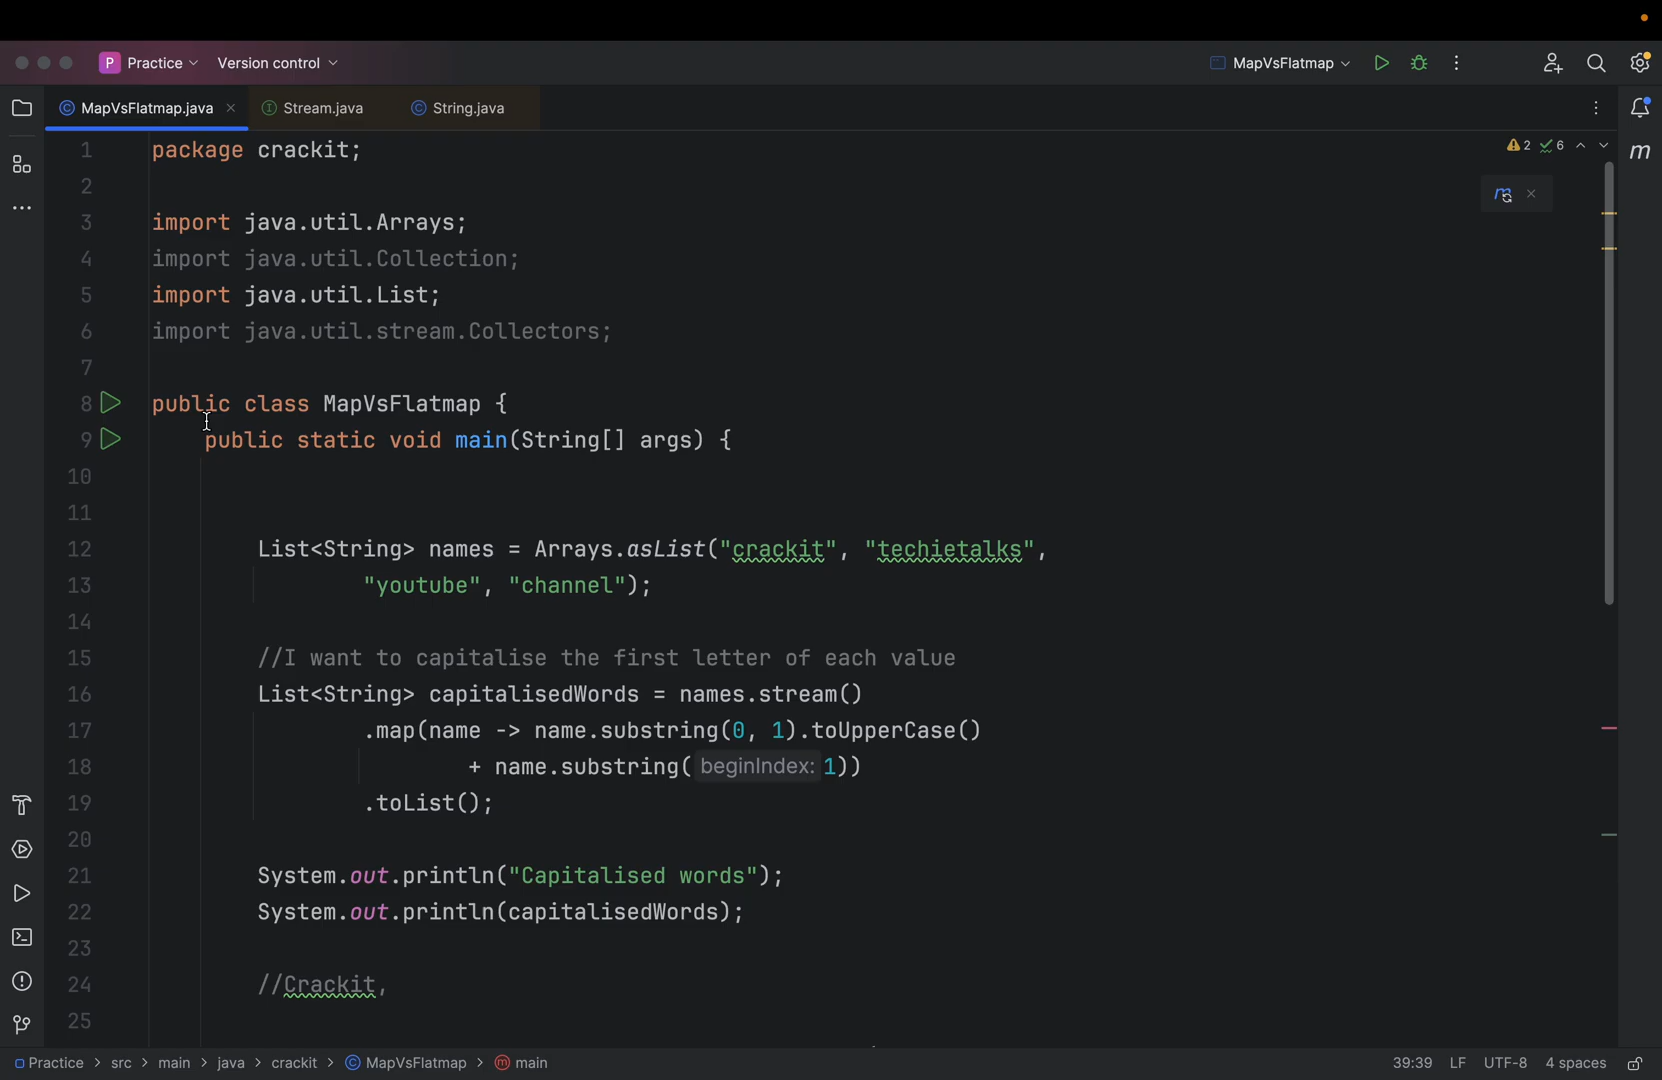 P Practice Version control MapVsFlatmap
MapVsFlatmap.java Stream.java String.java
2 6
m
1 package crackit;
2
3 import java.util.Arrays;
4 import java.util.Collection;
5 import java.util.List;
6 import java.util.stream.Collectors;
7
8 public class MapVsFlatmap {
9 public static void main(String[] args) {
10
11
12 List<String> names = Arrays.asList("crackit", "techietalks",
13 "youtube", "channel");
14
15 //I want to capitalise the first letter of each value
16 List<String> capitalisedWords = names.stream()
17 .map(name -> name.substring(0, 1).toUpperCase()
18 + name.substring( beginIndex: 1))
19 .toList();
20
21 System.out.println("Capitalised words");
22 System.out.println(capitalisedWords);
23
24 //Crackit,
25
Practice > src > main > java > crackit > MapVsFlatmap > main 39:39 LF UTF-8 4 spaces